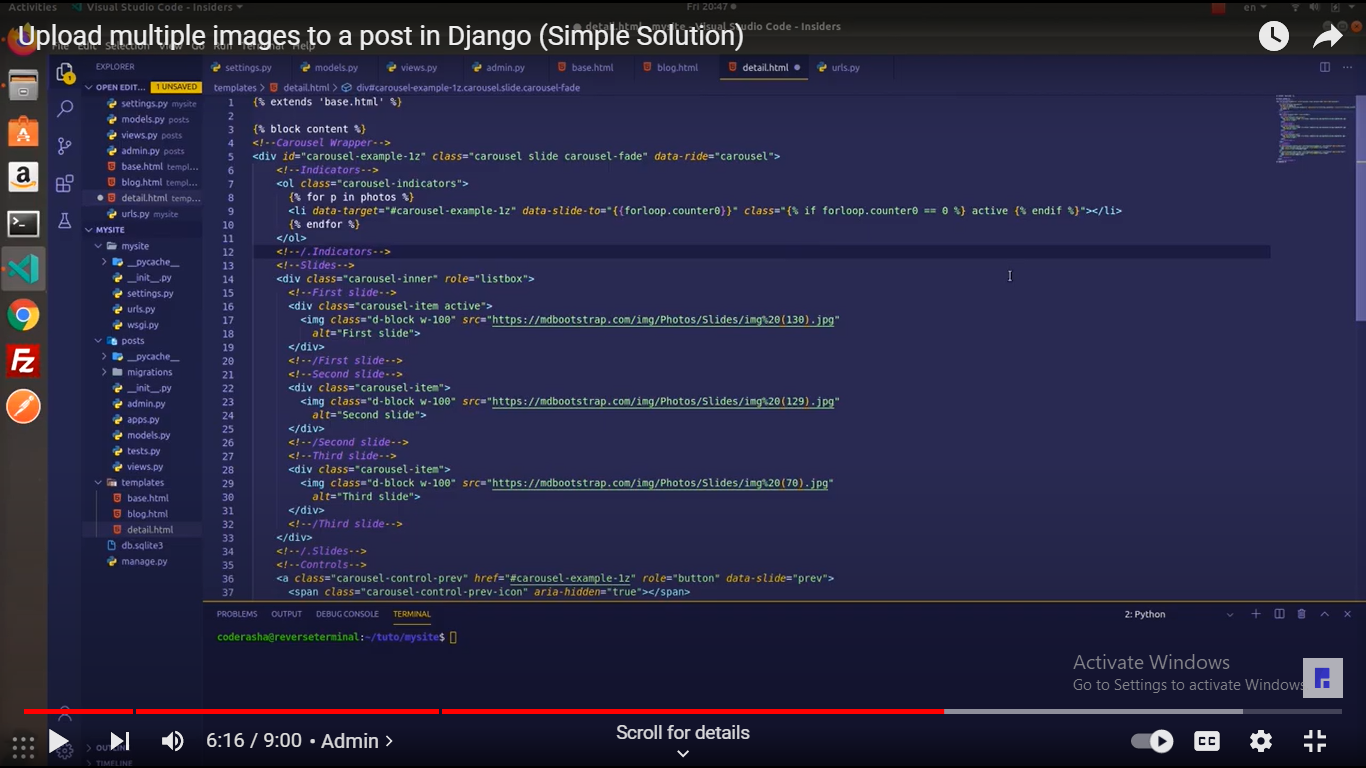 Activities
Visual Studio Code - Insiders
Fri 20:47
en
detail.html - mysite - Visual Studio Code - Insiders
Upload multiple images to a post in Django (Simple Solution)
File Edit Selection View Go Run Terminal Help
EXPLORER
settings.py
models.py
views.py
admin.py
base.html
blog.html
detail.html
urls.py
OPEN EDIT... 1 UNSAVED
templates > detail.html > div#carousel-example-1z.carousel.slide.carousel-fade
settings.py mysite
models.py posts
views.py posts
admin.py posts
base.html templ...
blog.html templ...
detail.html temp...
urls.py mysite
MYSITE
mysite
__pycache__
__init__.py
settings.py
urls.py
wsgi.py
posts
__pycache__
migrations
__init__.py
admin.py
apps.py
models.py
tests.py
views.py
templates
base.html
blog.html
detail.html
db.sqlite3
manage.py
OUTLINE
TIMELINE
1 {% extends 'base.html' %}
2
3 {% block content %}
4 <!--Carousel Wrapper-->
5 <div id="carousel-example-1z" class="carousel slide carousel-fade" data-ride="carousel">
6 <!--Indicators-->
7 <ol class="carousel-indicators">
8 {% for p in photos %}
9 <li data-target="#carousel-example-1z" data-slide-to="{{forloop.counter0}}" class="{% if forloop.counter0 == 0 %} active {% endif %}"></li>
10 {% endfor %}
11 </ol>
12 <!--/.Indicators-->
13 <!--Slides-->
14 <div class="carousel-inner" role="listbox">
15 <!--First slide-->
16 <div class="carousel-item active">
17 <img class="d-block w-100" src="https://mdbootstrap.com/img/Photos/Slides/img%20(130).jpg"
18 alt="First slide">
19 </div>
20 <!--/First slide-->
21 <!--Second slide-->
22 <div class="carousel-item">
23 <img class="d-block w-100" src="https://mdbootstrap.com/img/Photos/Slides/img%20(129).jpg"
24 alt="Second slide">
25 </div>
26 <!--/Second slide-->
27 <!--Third slide-->
28 <div class="carousel-item">
29 <img class="d-block w-100" src="https://mdbootstrap.com/img/Photos/Slides/img%20(70).jpg"
30 alt="Third slide">
31 </div>
32 <!--/Third slide-->
33 </div>
34 <!--/.Slides-->
35 <!--Controls-->
36 <a class="carousel-control-prev" href="#carousel-example-1z" role="button" data-slide="prev">
37 <span class="carousel-control-prev-icon" aria-hidden="true"></span>
PROBLEMS OUTPUT DEBUG CONSOLE TERMINAL
2: Python
coderasha@reverseterminal:~/tuto/mysite$
Activate Windows
Go to Settings to activate Windows
6:16 / 9:00 • Admin >
Scroll for details
CC